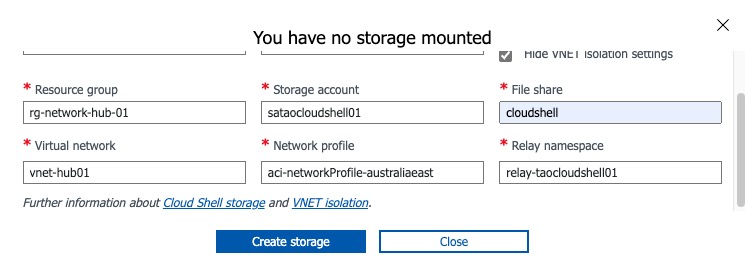 You have no storage mounted
Hide VNET isolation settings
* Resource group
* Storage account
* File share
rg-network-hub-01
sataocloudshell01
cloudshell
* Virtual network
* Network profile
* Relay namespace
vnet-hub01
aci-networkProfile-australiaeast
relay-taocloudshell01
Further information about Cloud Shell storage and VNET isolation.
Create storage
Close